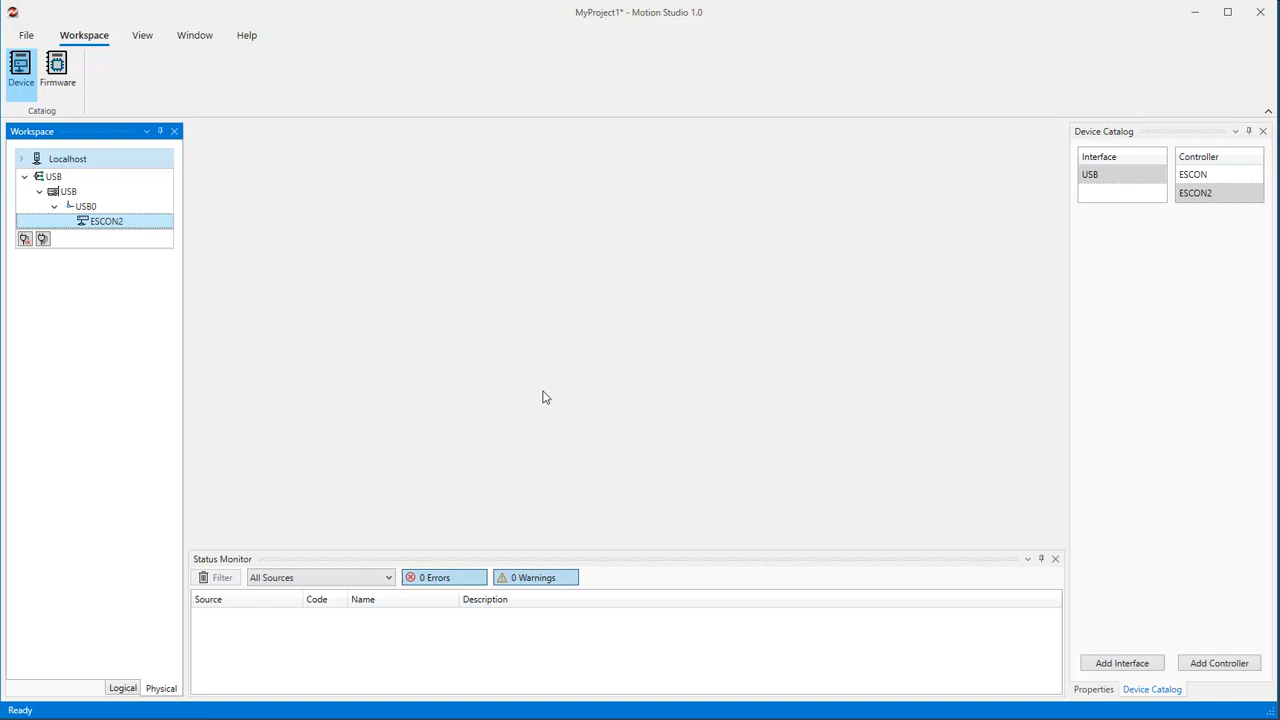 MyProject1* - Motion Studio 1.0
File Workspace View Window Help
Device Firmware
Catalog
Workspace
Localhost
USB
USB
USB0
ESCON2
Logical Physical
Status Monitor
Filter All Sources 0 Errors 0 Warnings
Source Code Name Description
Device Catalog
Interface Controller
USB ESCON
ESCON2
Add Interface Add Controller
Properties Device Catalog
Ready